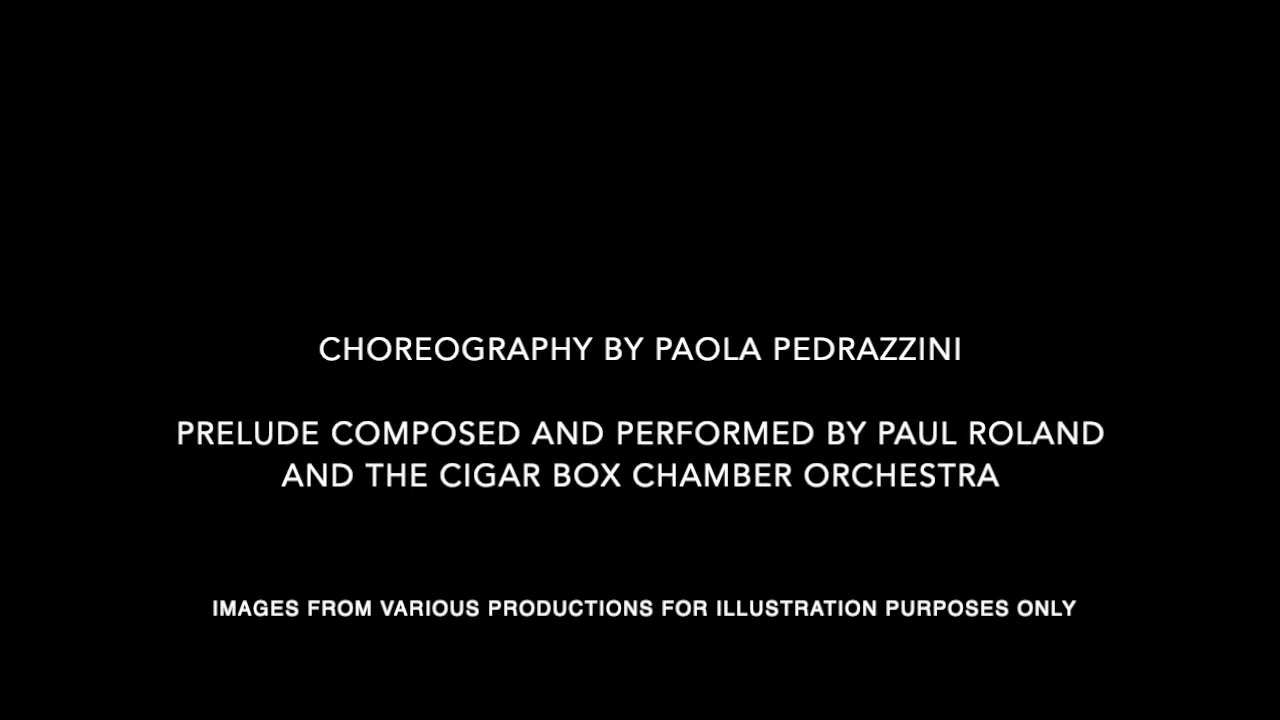 CHOREOGRAPHY BY PAOLA PEDRAZZINI
PRELUDE COMPOSED AND PERFORMED BY PAUL ROLAND
AND THE CIGAR BOX CHAMBER ORCHESTRA
IMAGES FROM VARIOUS PRODUCTIONS FOR ILLUSTRATION PURPOSES ONLY